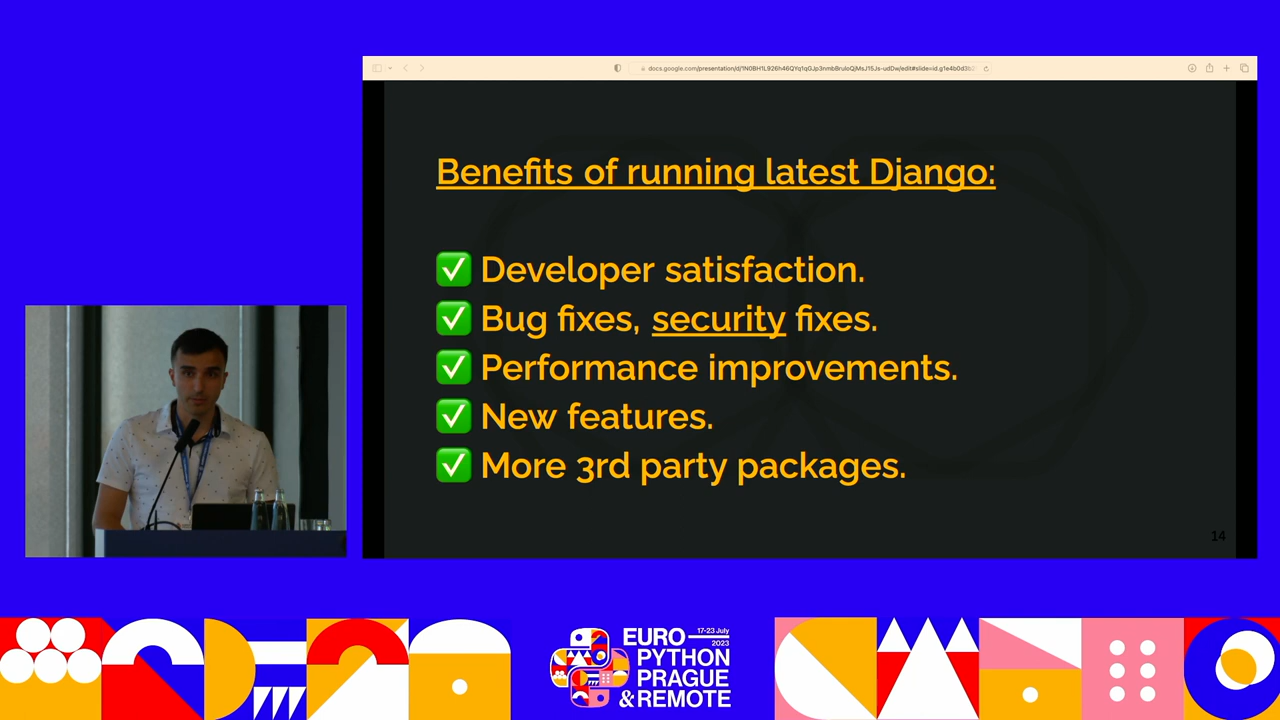 Benefits of running latest Django:
✅ Developer satisfaction.
✅ Bug fixes, security fixes.
✅ Performance improvements.
✅ New features.
✅ More 3rd party packages.
14
EURO
17-23 July
2023
PYTHON
PRAGUE
& REMOTE